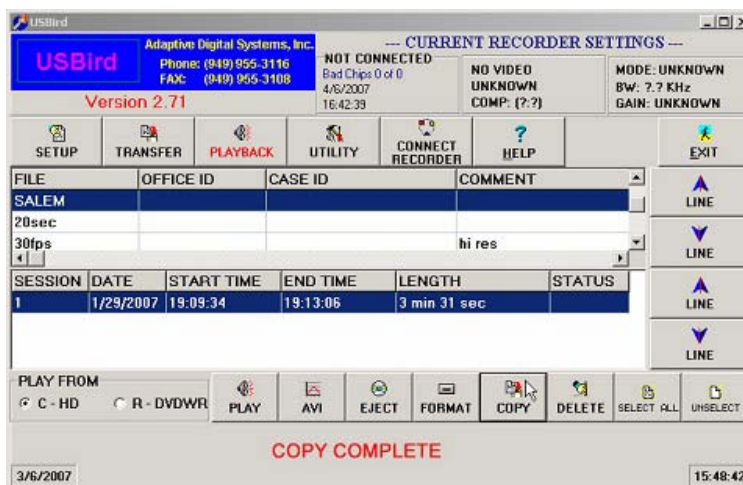 USBird
USBird
Adaptive Digital Systems, Inc.
Phone: (949) 955-3116
FAX: (949) 955-3108
Version 2.71
--- CURRENT RECORDER SETTINGS ---
NOT CONNECTED
Bad Chips 0 of 0
4/6/2007
16:42:39
NO VIDEO
UNKNOWN
COMP: (?:?)
MODE: UNKNOWN
BW: ?.? KHz
GAIN: UNKNOWN
SETUP
TRANSFER
PLAYBACK
UTILITY
CONNECT
RECORDER
HELP
EXIT
FILE OFFICE ID CASE ID COMMENT
SALEM
20sec
30fps hi res
LINE
LINE
SESSION DATE START TIME END TIME LENGTH STATUS
1 1/29/2007 19:09:34 19:13:06 3 min 31 sec
LINE
LINE
PLAY FROM
C - HD R - DVDWR
PLAY
AVI
EJECT
FORMAT
COPY
DELETE
SELECT ALL
UNSELECT
COPY COMPLETE
3/6/2007 15:48:42